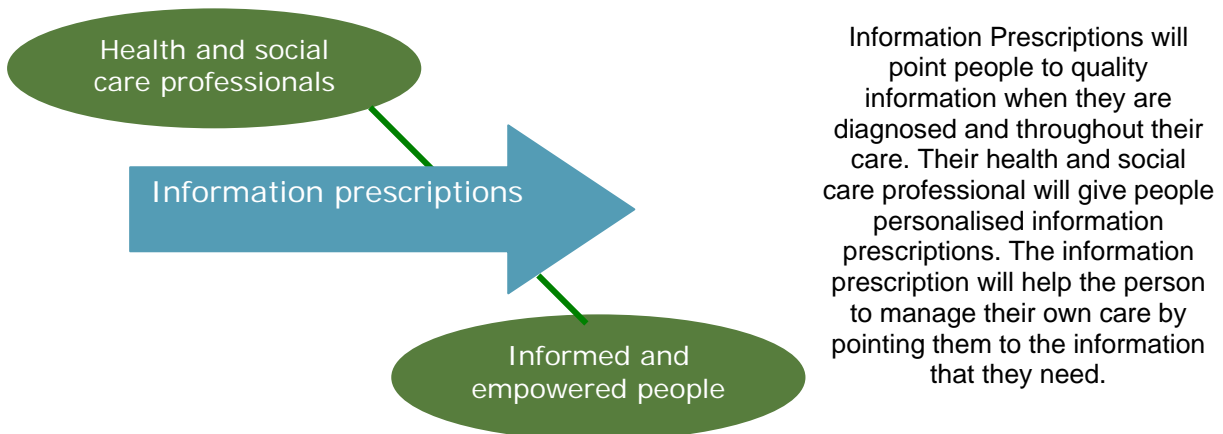 Health and social
care professionals
Information prescriptions
Informed and
empowered people
Information Prescriptions will
point people to quality
information when they are
diagnosed and throughout their
care. Their health and social
care professional will give people
personalised information
prescriptions. The information
prescription will help the person
to manage their own care by
pointing them to the information
that they need.